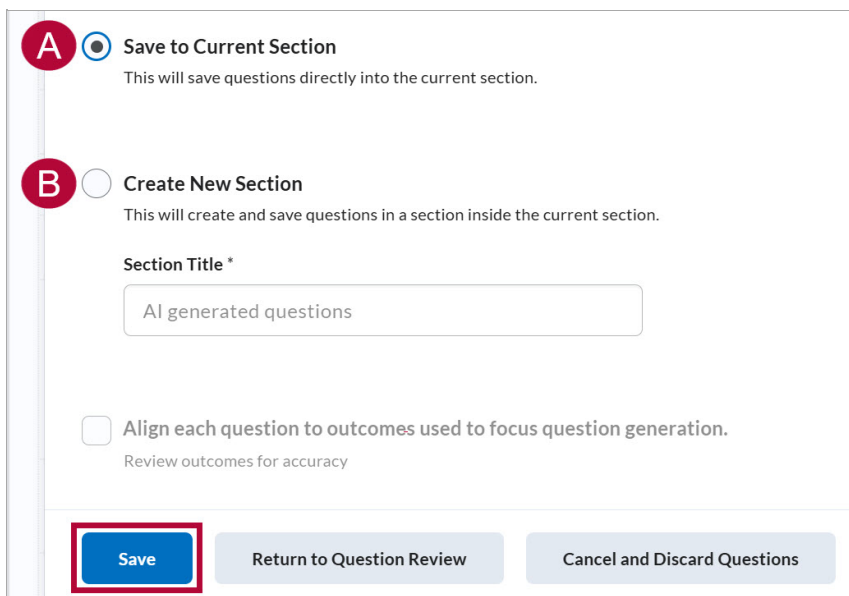 A
Save to Current Section
This will save questions directly into the current section.
B
Create New Section
This will create and save questions in a section inside the current section.
Section Title *
AI generated questions
Align each question to outcomes used to focus question generation.
Review outcomes for accuracy
Save Return to Question Review Cancel and Discard Questions